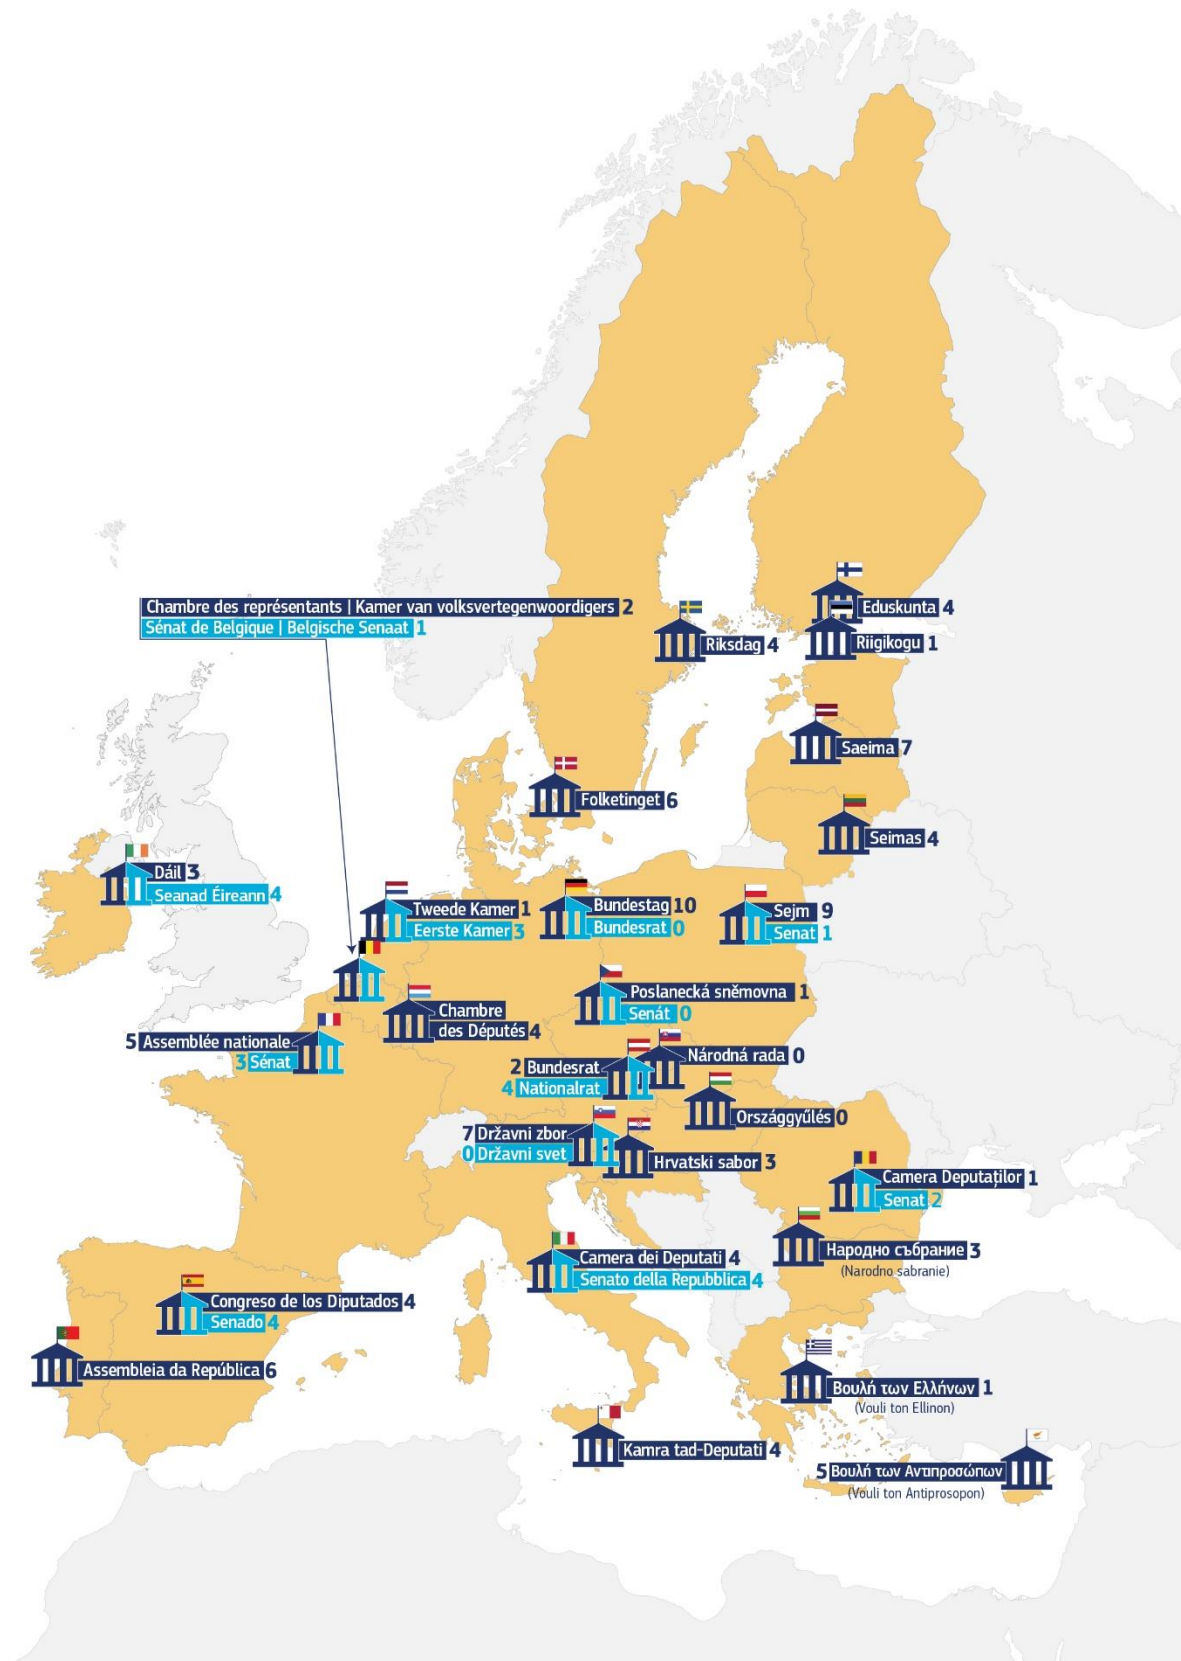 Eduskunta 4
Chambre des représentants | Kamer van volksvertegenwoordigers 2
Sénat de Belgique | Belgische Senaat 1
Riksdag 4
Riigikogu 1
Saeima 7
Folketinget 6
Seimas 4
Dáil 3
Seanad Éireann 4
Tweede Kamer 1
Eerste Kamer 3
Bundestag 10
Bundesrat 0
Sejm 9
Senat 1
Poslanecká sněmovna 1
Senát 0
Chambre
des Députés 4
5 Assemblée nationale
3 Sénat
Národná rada 0
2 Bundesrat
4 Nationalrat
Országgyűlés 0
7 Državni zbor
0 Državni svet
Hrvatski sabor 3
Camera Deputaților 1
Senat 2
Народно събрание 3
(Narodno sabranie)
Camera dei Deputati 4
Senato della Repubblica 4
Congreso de los Diputados 4
Senado 4
Assembleia da República 6
Βουλή των Ελλήνων 1
(Vouli ton Ellinon)
Kamra tad-Deputati 4
5 Βουλή των Αντιπροσώπων
(Vouli ton Antiprosopon)